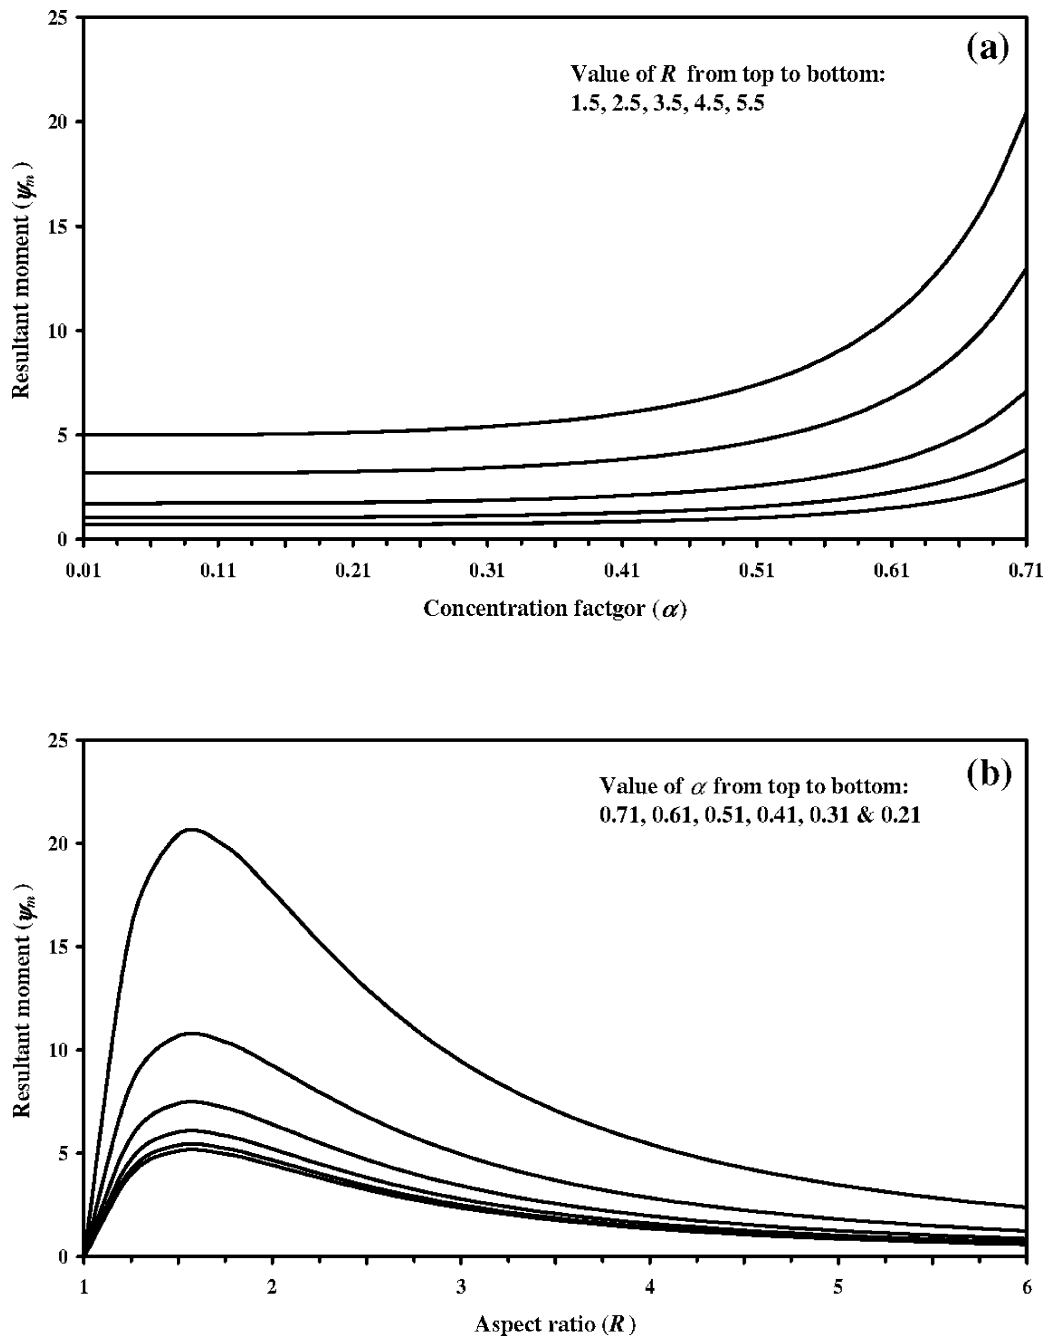 25
(a)
Value of R from top to bottom:
1.5, 2.5, 3.5, 4.5, 5.5
20
15
10
5
0
Resultant moment (ψm)
0.01 0.11 0.21 0.31 0.41 0.51 0.61 0.71
Concentration factgor (α)
25
(b)
Value of α from top to bottom:
0.71, 0.61, 0.51, 0.41, 0.31 & 0.21
20
15
10
5
0
Resultant moment (ψm)
1 2 3 4 5 6
Aspect ratio (R)